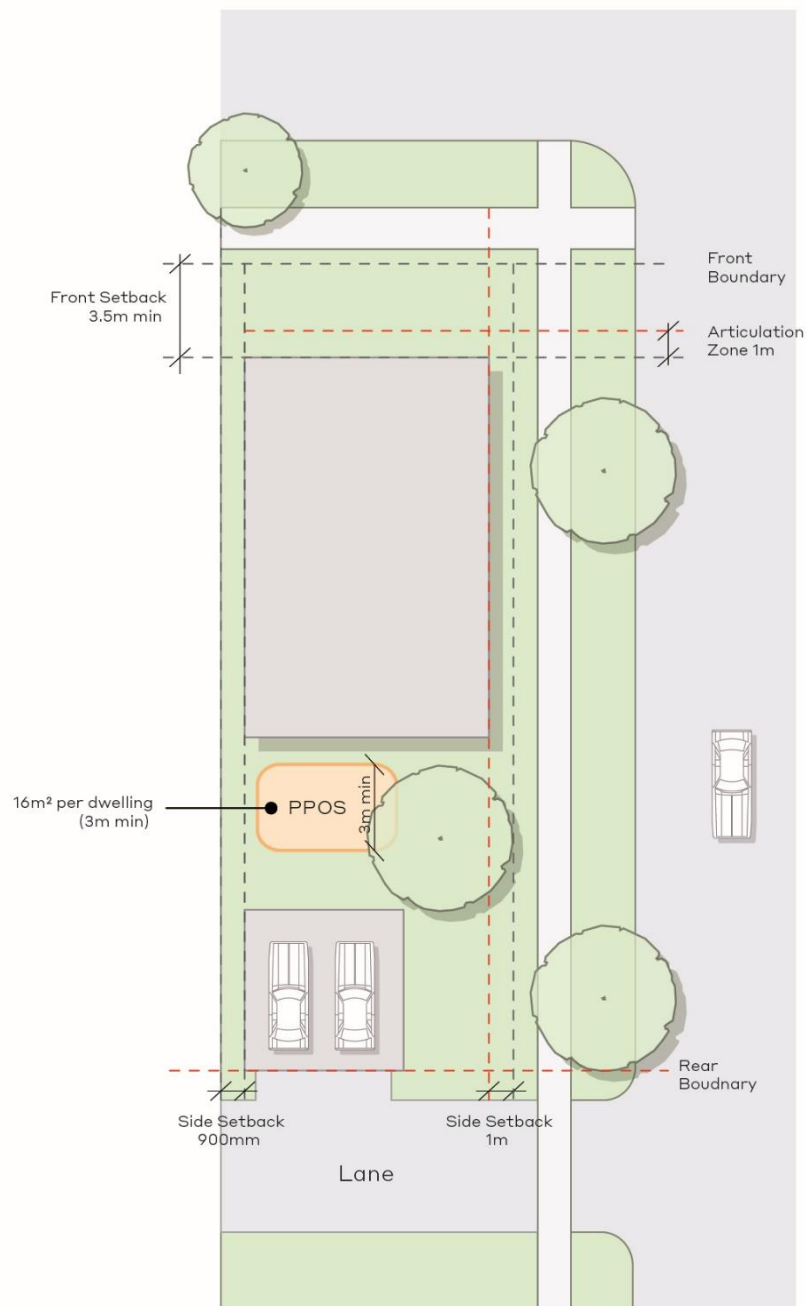 Front
Boundary
Front Setback
3.5m min
Articulation
Zone 1m
16m² per dwelling
(3m min)
PPOS
3m min
Rear
Boudnary
Side Setback
900mm
Side Setback
1m
Lane